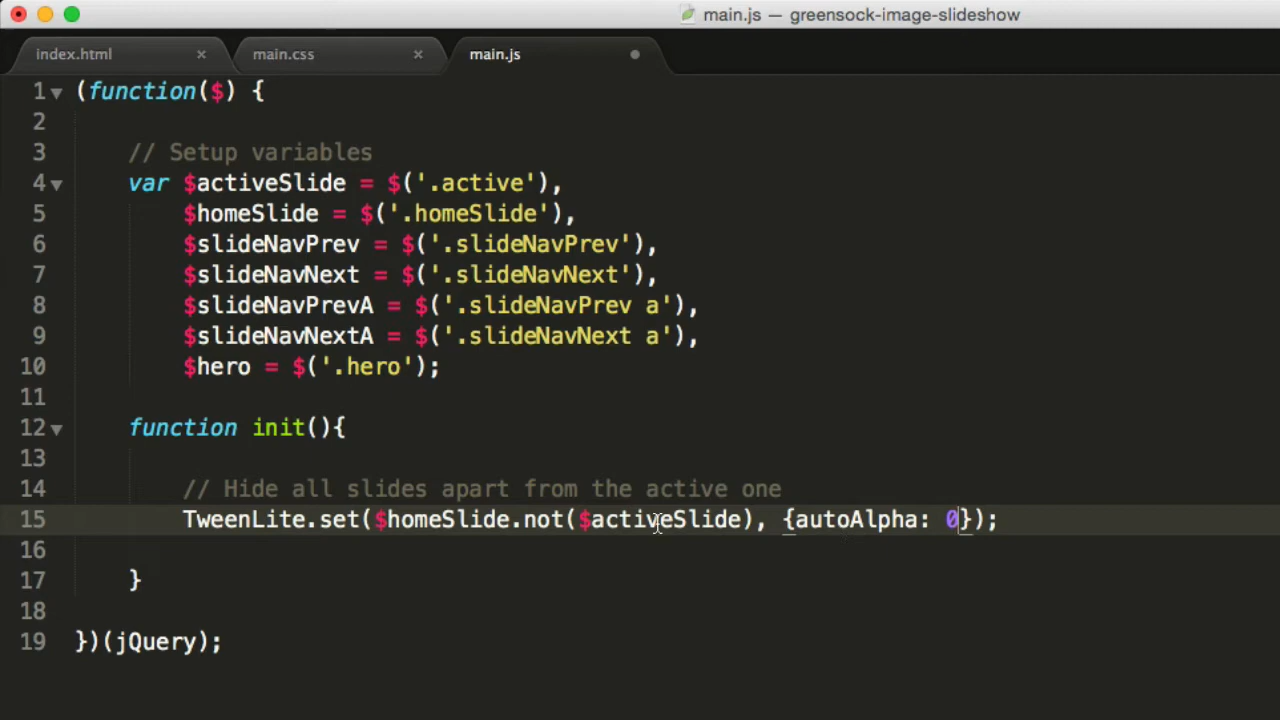 main.js — greensock-image-slideshow
index.html × main.css × main.js
1 (function($) {
2
3 // Setup variables
4 var $activeSlide = $('.active'),
5 $homeSlide = $('.homeSlide'),
6 $slideNavPrev = $('.slideNavPrev'),
7 $slideNavNext = $('.slideNavNext'),
8 $slideNavPrevA = $('.slideNavPrev a'),
9 $slideNavNextA = $('.slideNavNext a'),
10 $hero = $('.hero');
11
12 function init(){
13
14 // Hide all slides apart from the active one
15 TweenLite.set($homeSlide.not($activeSlide), {autoAlpha: 0});
16
17 }
18
19 })(jQuery);